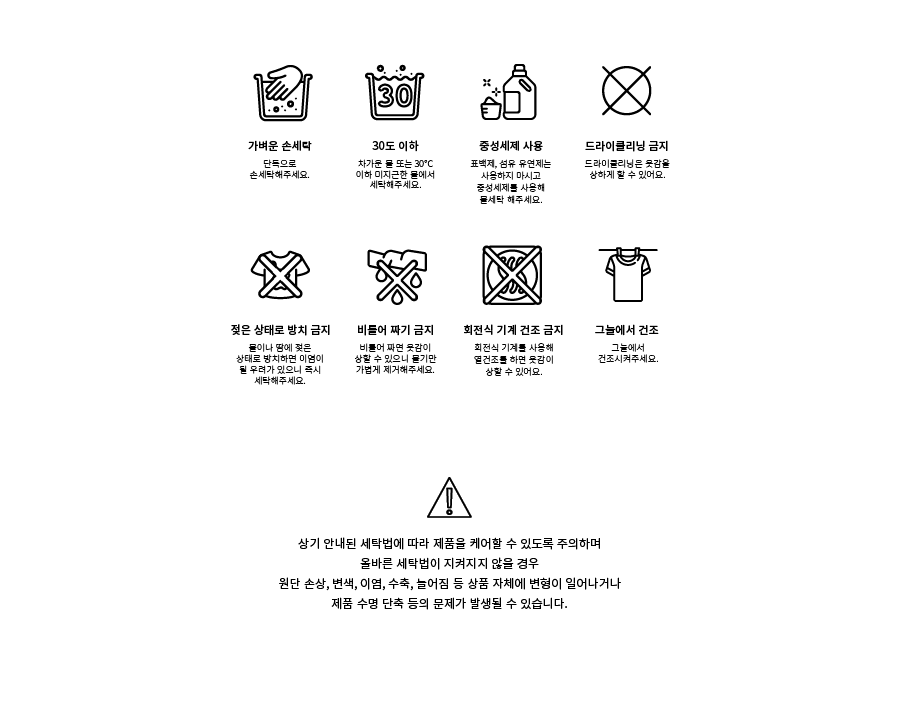 30
가벼운 손세탁
단독으로
손세탁해주세요.
30도 이하
차가운 물 또는 30°C
이하 미지근한 물에서
세탁해주세요.
중성세제 사용
표백제, 섬유 유연제는
사용하지 마시고
중성세제를 사용해
물세탁 해주세요.
드라이클리닝 금지
드라이클리닝은 옷감을
상하게 할 수 있어요.
젖은 상태로 방치 금지
물이나 땀에 젖은
상태로 방치하면 이염이
될 우려가 있으니 즉시
세탁해주세요.
비틀어 짜기 금지
비틀어 짜면 옷감이
상할 수 있으니 물기만
가볍게 제거해주세요.
회전식 기계 건조 금지
회전식 기계를 사용해
열건조를 하면 옷감이
상할 수 있어요.
그늘에서 건조
그늘에서
건조시켜주세요.
상기 안내된 세탁법에 따라 제품을 케어할 수 있도록 주의하며
올바른 세탁법이 지켜지지 않을 경우
원단 손상, 변색, 이염, 수축, 늘어짐 등 상품 자체에 변형이 일어나거나
제품 수명 단축 등의 문제가 발생될 수 있습니다.